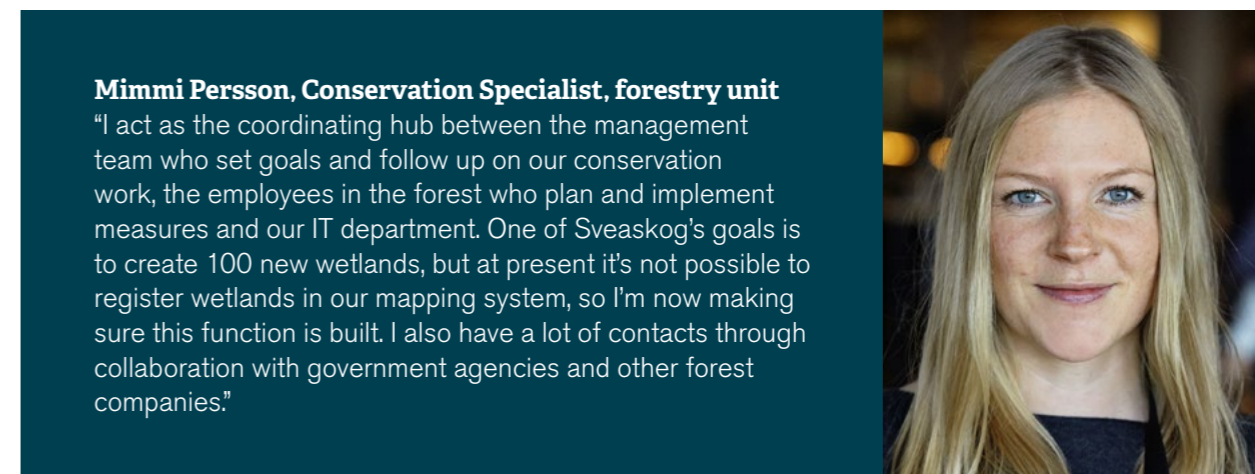 Mimmi Persson, Conservation Specialist, forestry unit
“I act as the coordinating hub between the management
team who set goals and follow up on our conservation
work, the employees in the forest who plan and implement
measures and our IT department. One of Sveaskog’s goals is
to create 100 new wetlands, but at present it’s not possible to
register wetlands in our mapping system, so I’m now making
sure this function is built. I also have a lot of contacts through
collaboration with government agencies and other forest
companies.”